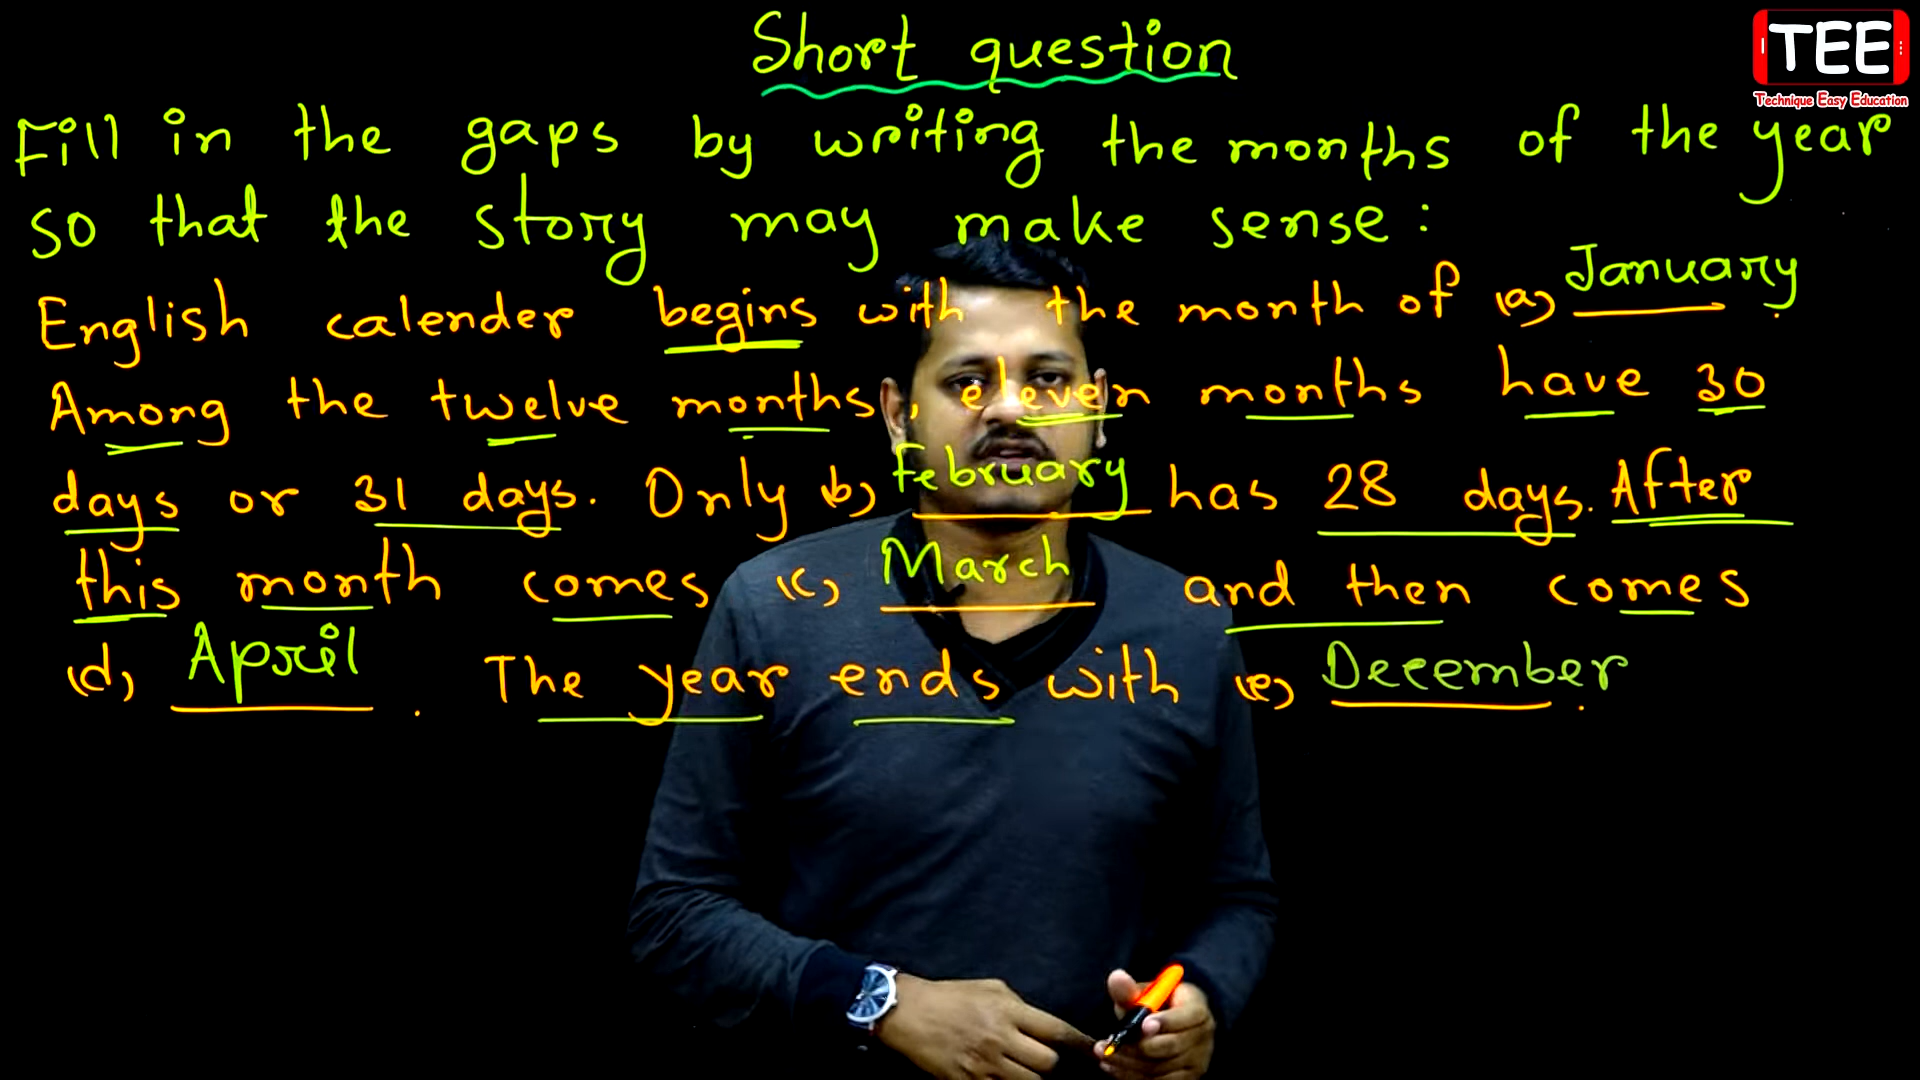 Short question
TEE
Technique Easy Education
Fill in the gaps by writing the months of the year
so that the story may make sense:
English calender begins with the month of (a) January.
Among the twelve months, eleven months have 30
days or 31 days. Only (b) February has 28 days. After
this month comes (c) March and then comes
(d) April. The year ends with (e) December.